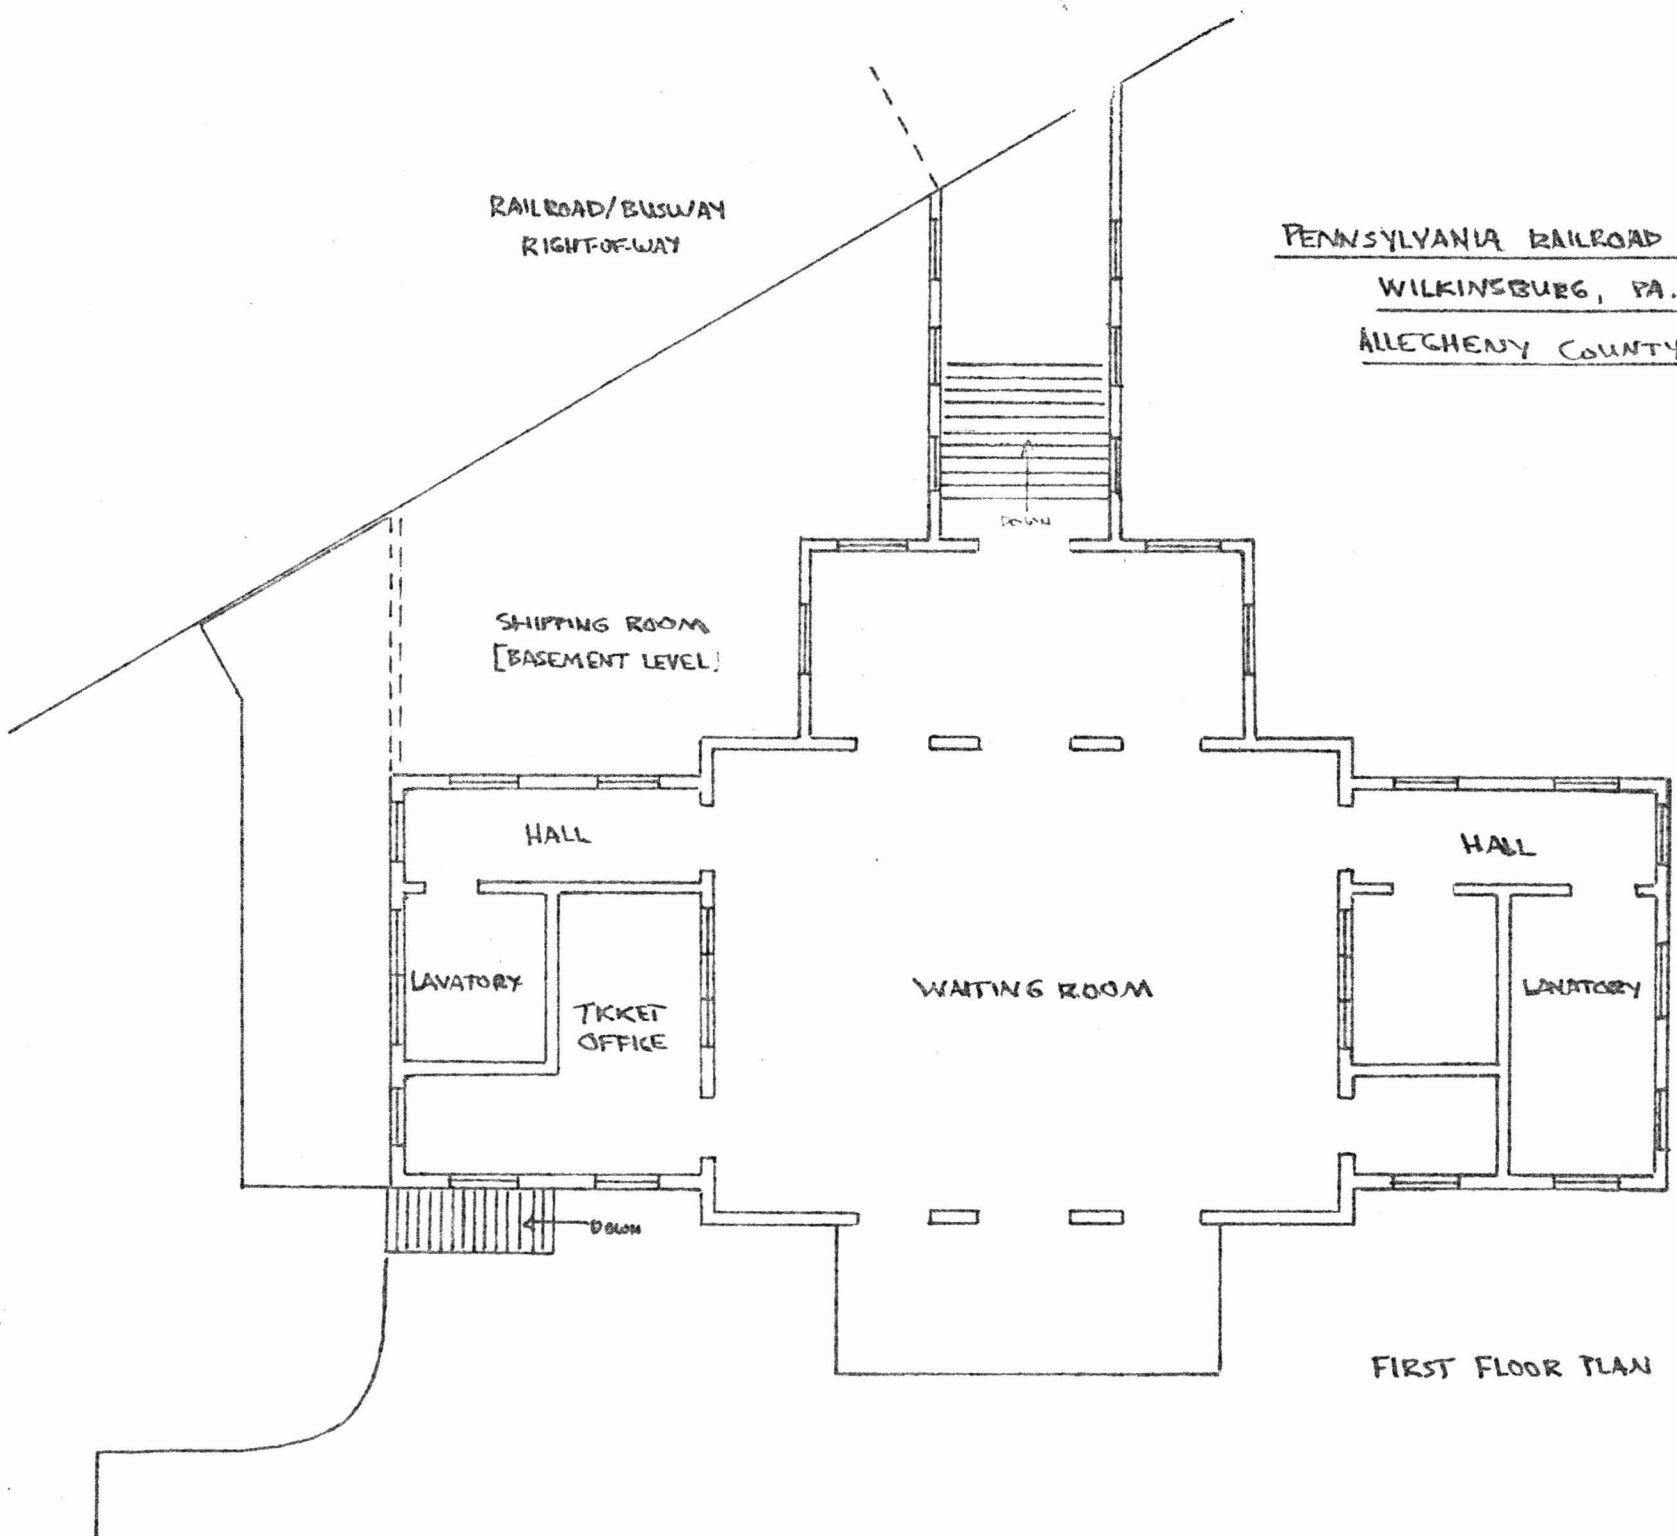 RAILROAD/BUSWAY
RIGHT-OF-WAY
PENNSYLVANIA RAILROAD
WILKINSBURG, PA.
ALLEGHENY COUNTY
DOWN
SHIPPING ROOM
[BASEMENT LEVEL]
HALL
HALL
LAVATORY
TICKET
OFFICE
WAITING ROOM
LAVATORY
DOWN
FIRST FLOOR PLAN